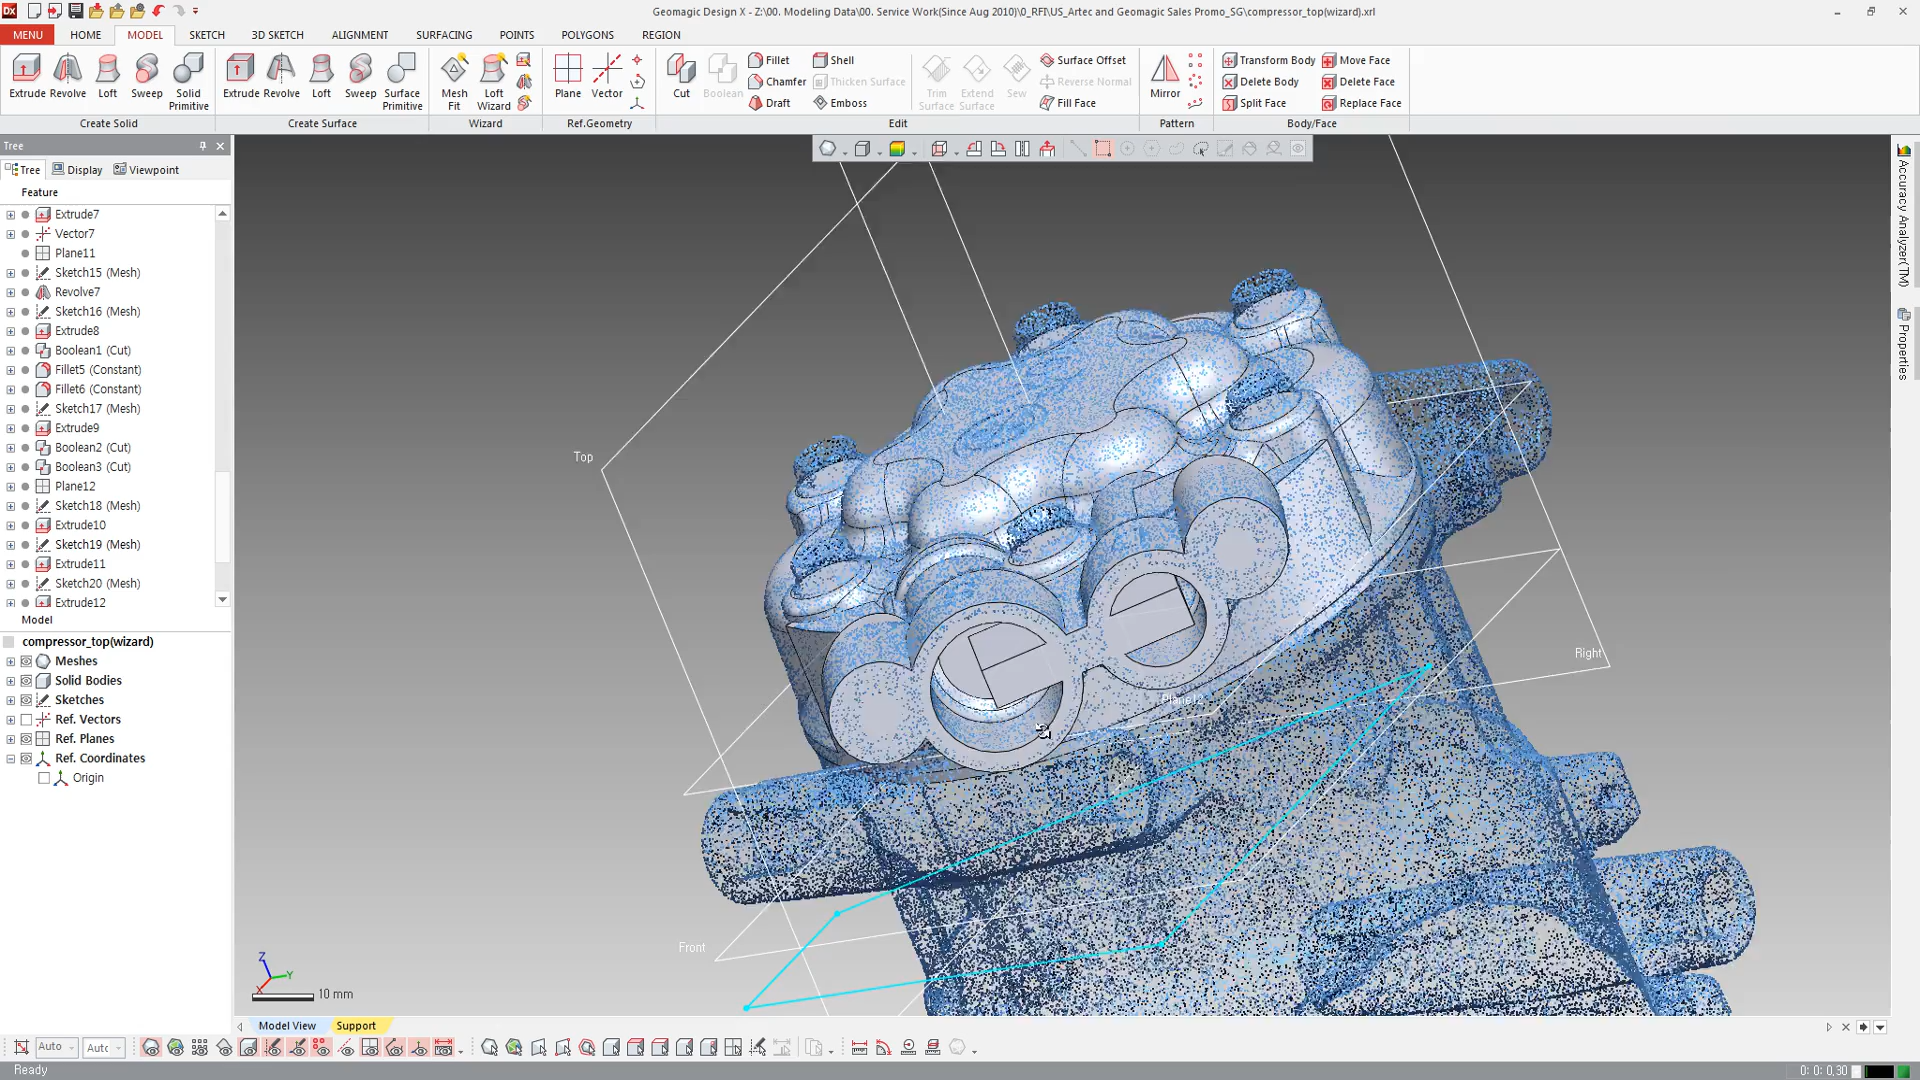 Geomagic Design X - Z:\00. Modeling Data\00. Service Work(Since Aug 2010)\0_RFI\US_Artec and Geomagic Sales Promo_SG\compressor_top(wizard).xrl
MENU HOME MODEL SKETCH 3D SKETCH ALIGNMENT SURFACING POINTS POLYGONS REGION
Extrude Revolve Loft Sweep Solid Primitive
Create Solid
Extrude Revolve Loft Sweep Surface Primitive
Create Surface
Mesh Fit Loft Wizard
Wizard
Plane Vector
Ref.Geometry
Cut Boolean
Fillet Shell
Chamfer Thicken Surface
Draft Emboss
Trim Surface Extend Surface Sew
Surface Offset
Reverse Normal
Fill Face
Edit
Mirror
Pattern
Transform Body Move Face
Delete Body Delete Face
Split Face Replace Face
Body/Face
Tree
Tree Display Viewpoint
Feature
Extrude7
Vector7
Plane11
Sketch15 (Mesh)
Revolve7
Sketch16 (Mesh)
Extrude8
Boolean1 (Cut)
Fillet5 (Constant)
Fillet6 (Constant)
Sketch17 (Mesh)
Extrude9
Boolean2 (Cut)
Boolean3 (Cut)
Plane12
Sketch18 (Mesh)
Extrude10
Sketch19 (Mesh)
Extrude11
Sketch20 (Mesh)
Extrude12
Model
compressor_top(wizard)
Meshes
Solid Bodies
Sketches
Ref. Vectors
Ref. Planes
Ref. Coordinates
Origin
Top
Right
Plane12
Front
Z
Y
X
10 mm
Accuracy Analyzer(TM)
Properties
Model View Support
Auto Autc
Ready
0: 0: 0,30